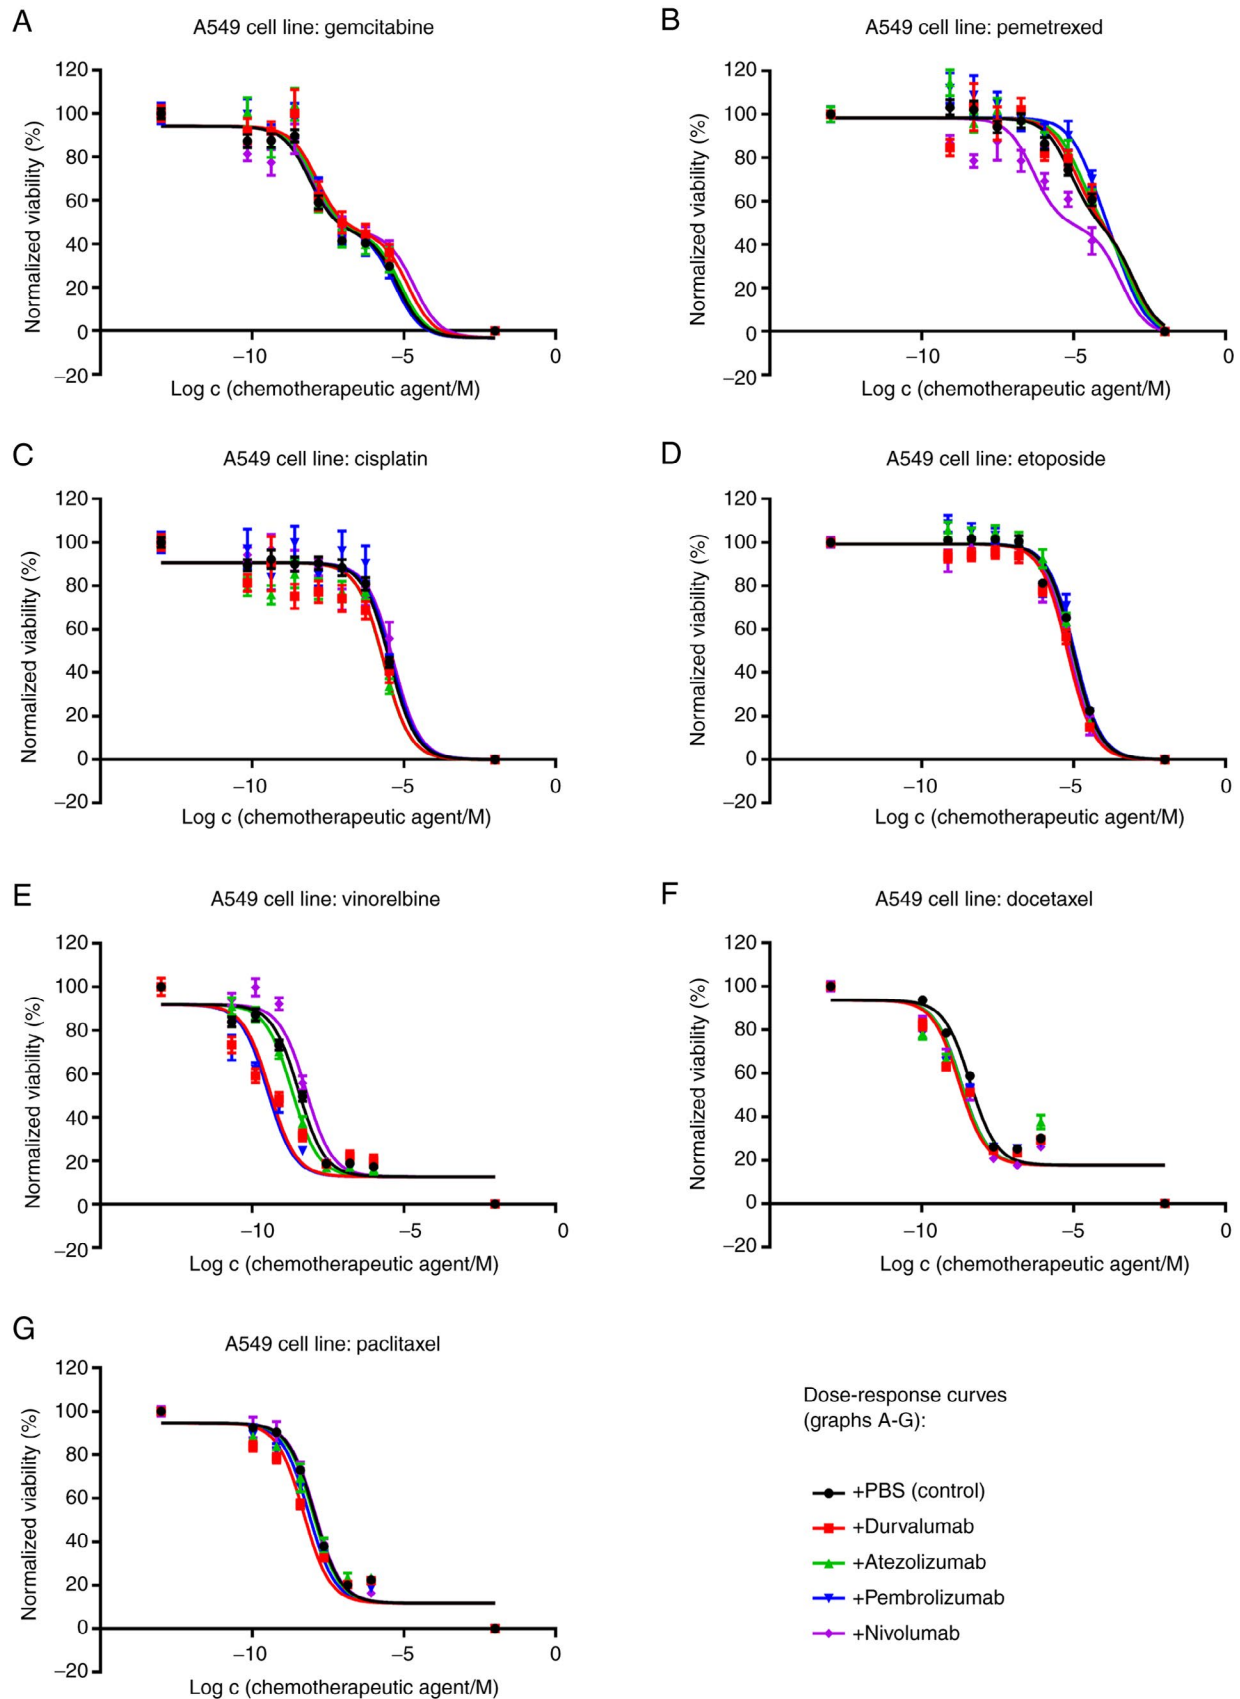 A
A549 cell line: gemcitabine
120
100
80
60
40
20
0
−20
−10
−5
0
Normalized viability (%)
Log c (chemotherapeutic agent/M)
B
A549 cell line: pemetrexed
120
100
80
60
40
20
0
−20
−10
−5
0
Normalized viability (%)
Log c (chemotherapeutic agent/M)
C
A549 cell line: cisplatin
120
100
80
60
40
20
0
−20
−10
−5
0
Normalized viability (%)
Log c (chemotherapeutic agent/M)
D
A549 cell line: etoposide
120
100
80
60
40
20
0
−20
−10
−5
0
Normalized viability (%)
Log c (chemotherapeutic agent/M)
E
A549 cell line: vinorelbine
120
100
80
60
40
20
0
−20
−10
−5
0
Normalized viability (%)
Log c (chemotherapeutic agent/M)
F
A549 cell line: docetaxel
120
100
80
60
40
20
0
−20
−10
−5
0
Normalized viability (%)
Log c (chemotherapeutic agent/M)
G
A549 cell line: paclitaxel
120
100
80
60
40
20
0
−20
−10
−5
0
Normalized viability (%)
Log c (chemotherapeutic agent/M)
Dose-response curves
(graphs A-G):
+PBS (control)
+Durvalumab
+Atezolizumab
+Pembrolizumab
+Nivolumab